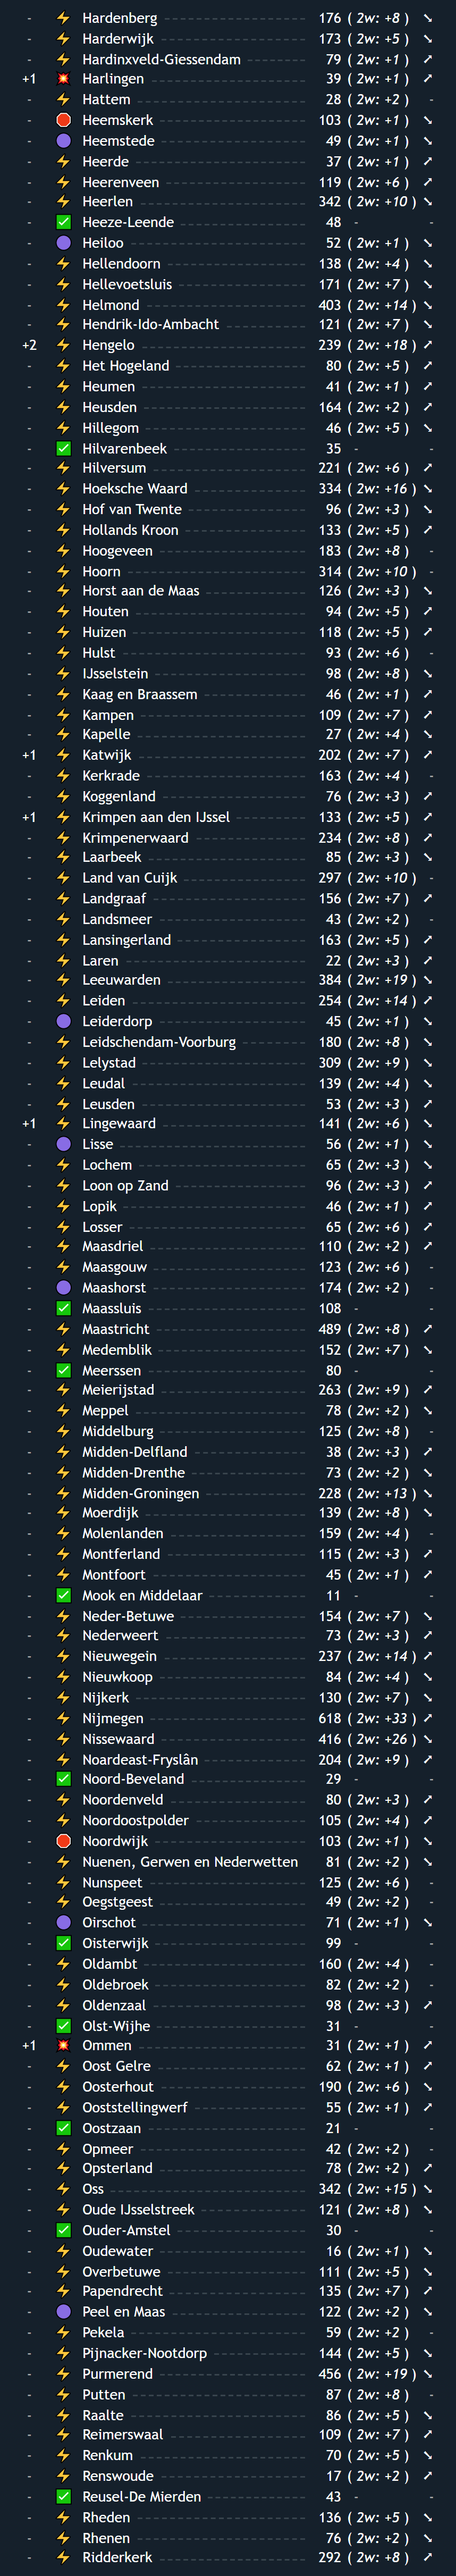 - ⚡ Hardenberg 176 ( 2w: +8 ) ↘
- ⚡ Harderwijk 173 ( 2w: +5 ) ↘
- ⚡ Hardinxveld-Giessendam 79 ( 2w: +1 ) ↗
+1 💥 Harlingen 39 ( 2w: +1 ) ↗
- ⚡ Hattem 28 ( 2w: +2 ) -
- 🛑 Heemskerk 103 ( 2w: +1 ) ↘
- 🟣 Heemstede 49 ( 2w: +1 ) ↘
- ⚡ Heerde 37 ( 2w: +1 ) ↗
- ⚡ Heerenveen 119 ( 2w: +6 ) ↗
- ⚡ Heerlen 342 ( 2w: +10 ) ↘
- ✅ Heeze-Leende 48 - -
- 🟣 Heiloo 52 ( 2w: +1 ) ↘
- ⚡ Hellendoorn 138 ( 2w: +4 ) ↘
- ⚡ Hellevoetsluis 171 ( 2w: +7 ) ↘
- ⚡ Helmond 403 ( 2w: +14 ) ↘
- ⚡ Hendrik-Ido-Ambacht 121 ( 2w: +7 ) ↘
+2 ⚡ Hengelo 239 ( 2w: +18 ) ↗
- ⚡ Het Hogeland 80 ( 2w: +5 ) ↗
- ⚡ Heumen 41 ( 2w: +1 ) ↗
- ⚡ Heusden 164 ( 2w: +2 ) ↗
- ⚡ Hillegom 46 ( 2w: +5 ) ↘
- ✅ Hilvarenbeek 35 - -
- ⚡ Hilversum 221 ( 2w: +6 ) ↗
- ⚡ Hoeksche Waard 334 ( 2w: +16 ) ↘
- ⚡ Hof van Twente 96 ( 2w: +3 ) ↘
- ⚡ Hollands Kroon 133 ( 2w: +5 ) ↗
- ⚡ Hoogeveen 183 ( 2w: +8 ) -
- ⚡ Hoorn 314 ( 2w: +10 ) -
- ⚡ Horst aan de Maas 126 ( 2w: +3 ) ↘
- ⚡ Houten 94 ( 2w: +5 ) ↗
- ⚡ Huizen 118 ( 2w: +5 ) ↗
- ⚡ Hulst 93 ( 2w: +6 ) -
- ⚡ IJsselstein 98 ( 2w: +8 ) ↘
- ⚡ Kaag en Braassem 46 ( 2w: +1 ) ↗
- ⚡ Kampen 109 ( 2w: +7 ) ↗
- ⚡ Kapelle 27 ( 2w: +4 ) ↘
+1 ⚡ Katwijk 202 ( 2w: +7 ) ↗
- ⚡ Kerkrade 163 ( 2w: +4 ) -
- ⚡ Koggenland 76 ( 2w: +3 ) ↗
+1 ⚡ Krimpen aan den IJssel 133 ( 2w: +5 ) ↗
- ⚡ Krimpenerwaard 234 ( 2w: +8 ) ↗
- ⚡ Laarbeek 85 ( 2w: +3 ) ↘
- ⚡ Land van Cuijk 297 ( 2w: +10 ) -
- ⚡ Landgraaf 156 ( 2w: +7 ) ↗
- ⚡ Landsmeer 43 ( 2w: +2 ) -
- ⚡ Lansingerland 163 ( 2w: +5 ) ↗
- ⚡ Laren 22 ( 2w: +3 ) ↗
- ⚡ Leeuwarden 384 ( 2w: +19 ) ↘
- ⚡ Leiden 254 ( 2w: +14 ) ↗
- 🟣 Leiderdorp 45 ( 2w: +1 ) ↘
- ⚡ Leidschendam-Voorburg 180 ( 2w: +8 ) ↘
- ⚡ Lelystad 309 ( 2w: +9 ) ↘
- ⚡ Leudal 139 ( 2w: +4 ) ↘
- ⚡ Leusden 53 ( 2w: +3 ) ↗
+1 ⚡ Lingewaard 141 ( 2w: +6 ) ↘
- 🟣 Lisse 56 ( 2w: +1 ) ↘
- ⚡ Lochem 65 ( 2w: +3 ) ↘
- ⚡ Loon op Zand 96 ( 2w: +3 ) ↗
- ⚡ Lopik 46 ( 2w: +1 ) ↗
- ⚡ Losser 65 ( 2w: +6 ) ↗
- ⚡ Maasdriel 110 ( 2w: +2 ) ↗
- ⚡ Maasgouw 123 ( 2w: +6 ) -
- 🟣 Maashorst 174 ( 2w: +2 ) -
- ✅ Maassluis 108 - -
- ⚡ Maastricht 489 ( 2w: +8 ) ↗
- ⚡ Medemblik 152 ( 2w: +7 ) ↘
- ✅ Meerssen 80 - -
- ⚡ Meierijstad 263 ( 2w: +9 ) ↗
- ⚡ Meppel 78 ( 2w: +2 ) ↘
- ⚡ Middelburg 125 ( 2w: +8 ) -
- ⚡ Midden-Delfland 38 ( 2w: +3 ) ↗
- ⚡ Midden-Drenthe 73 ( 2w: +2 ) ↘
- ⚡ Midden-Groningen 228 ( 2w: +13 ) ↘
- ⚡ Moerdijk 139 ( 2w: +8 ) ↘
- ⚡ Molenlanden 159 ( 2w: +4 ) -
- ⚡ Montferland 115 ( 2w: +3 ) ↗
- ⚡ Montfoort 45 ( 2w: +1 ) ↗
- ✅ Mook en Middelaar 11 - -
- ⚡ Neder-Betuwe 154 ( 2w: +7 ) ↘
- ⚡ Nederweert 73 ( 2w: +3 ) ↗
- ⚡ Nieuwegein 237 ( 2w: +14 ) ↗
- ⚡ Nieuwkoop 84 ( 2w: +4 ) ↘
- ⚡ Nijkerk 130 ( 2w: +7 ) ↘
- ⚡ Nijmegen 618 ( 2w: +33 ) ↗
- ⚡ Nissewaard 416 ( 2w: +26 ) ↘
- ⚡ Noardeast-Fryslân 204 ( 2w: +9 ) ↗
- ✅ Noord-Beveland 29 - -
- ⚡ Noordenveld 80 ( 2w: +3 ) ↗
- ⚡ Noordoostpolder 105 ( 2w: +4 ) ↗
- 🛑 Noordwijk 103 ( 2w: +1 ) ↘
- ⚡ Nuenen, Gerwen en Nederwetten 81 ( 2w: +2 ) ↘
- ⚡ Nunspeet 125 ( 2w: +6 ) -
- ⚡ Oegstgeest 49 ( 2w: +2 ) -
- 🟣 Oirschot 71 ( 2w: +1 ) ↘
- ✅ Oisterwijk 99 - -
- ⚡ Oldambt 160 ( 2w: +4 ) -
- ⚡ Oldebroek 82 ( 2w: +2 ) -
- ⚡ Oldenzaal 98 ( 2w: +3 ) ↗
- ✅ Olst-Wijhe 31 - -
+1 💥 Ommen 31 ( 2w: +1 ) ↗
- ⚡ Oost Gelre 62 ( 2w: +1 ) ↗
- ⚡ Oosterhout 190 ( 2w: +6 ) ↘
- ⚡ Ooststellingwerf 55 ( 2w: +1 ) ↗
- ✅ Oostzaan 21 - -
- ⚡ Opmeer 42 ( 2w: +2 ) -
- ⚡ Opsterland 78 ( 2w: +2 ) ↗
- ⚡ Oss 342 ( 2w: +15 ) ↘
- ⚡ Oude IJsselstreek 121 ( 2w: +8 ) ↘
- ✅ Ouder-Amstel 30 - -
- ⚡ Oudewater 16 ( 2w: +1 ) ↘
- ⚡ Overbetuwe 111 ( 2w: +5 ) ↘
- ⚡ Papendrecht 135 ( 2w: +7 ) ↗
- 🟣 Peel en Maas 122 ( 2w: +2 ) ↘
- ⚡ Pekela 59 ( 2w: +2 ) -
- ⚡ Pijnacker-Nootdorp 144 ( 2w: +5 ) ↘
- ⚡ Purmerend 456 ( 2w: +19 ) ↘
- ⚡ Putten 87 ( 2w: +8 ) -
- ⚡ Raalte 86 ( 2w: +5 ) ↘
- ⚡ Reimerswaal 109 ( 2w: +7 ) ↗
- ⚡ Renkum 70 ( 2w: +5 ) ↘
- ⚡ Renswoude 17 ( 2w: +2 ) ↗
- ✅ Reusel-De Mierden 43 - -
- ⚡ Rheden 136 ( 2w: +5 ) ↘
- ⚡ Rhenen 76 ( 2w: +2 ) ↘
- ⚡ Ridderkerk 292 ( 2w: +8 ) ↗